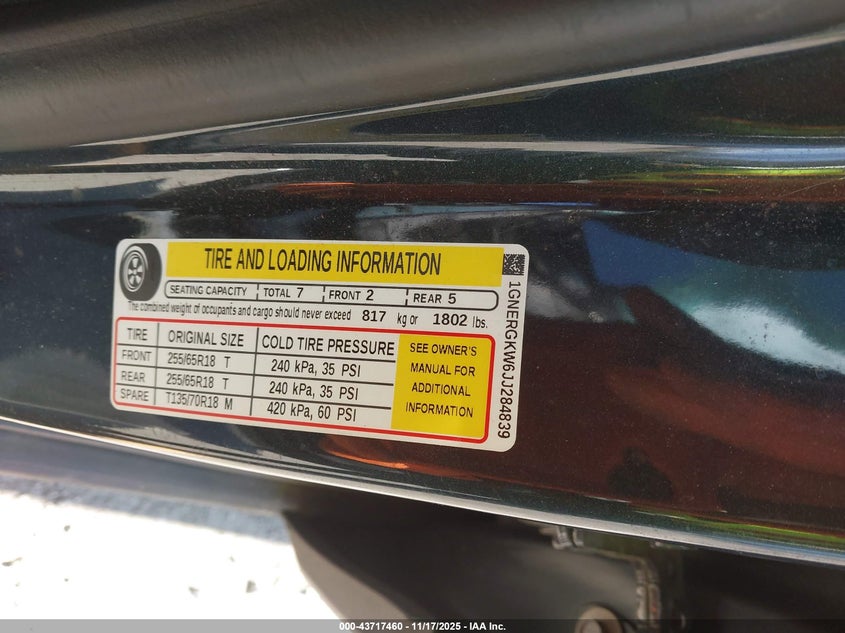 TIRE AND LOADING INFORMATION
SEATING CAPACITY TOTAL 7 FRONT 2 REAR 5
The combined weight of occupants and cargo should never exceed 817 kg or 1802 lbs.
TIRE ORIGINAL SIZE COLD TIRE PRESSURE
FRONT 255/65R18 T 240 kPa, 35 PSI
REAR 255/65R18 T 240 kPa, 35 PSI
SPARE T135/70R18 M 420 kPa, 60 PSI
SEE OWNER'S
MANUAL FOR
ADDITIONAL
INFORMATION
1GNERGKW6JJ284839
000-43717460 - 11/17/2025 - IAA Inc.